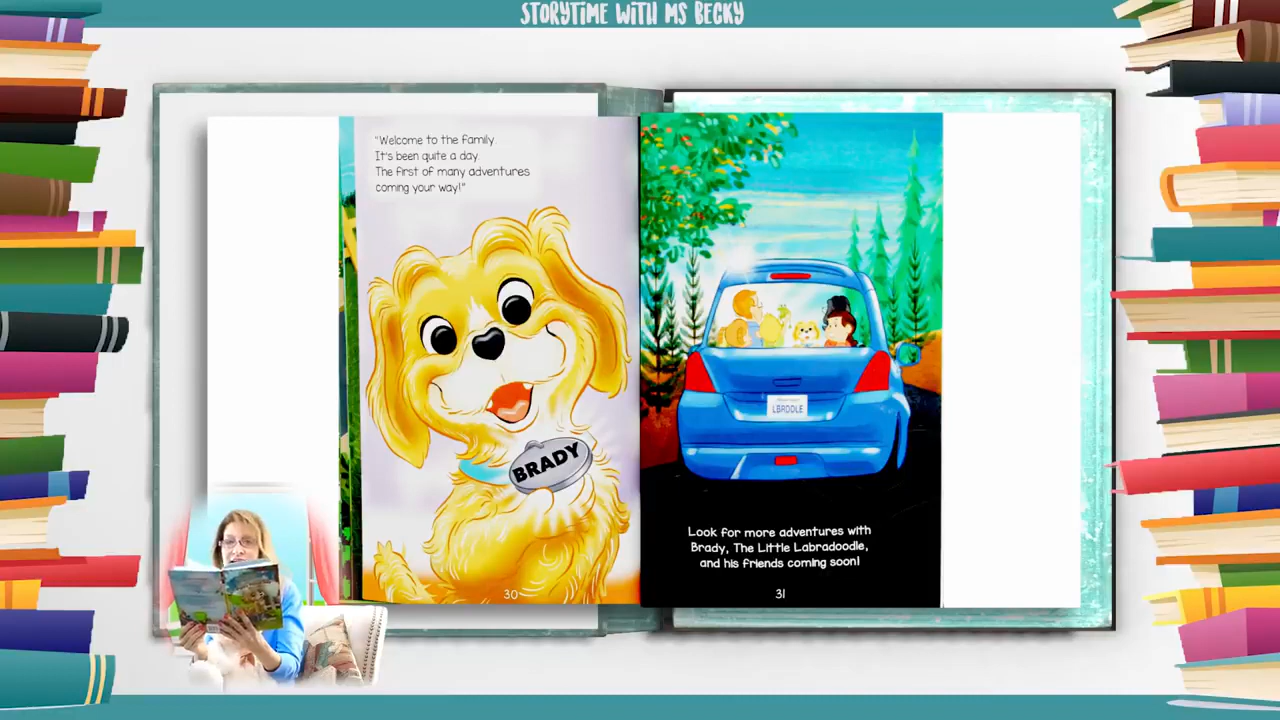 STORYTIME WITH MS BECKY
"Welcome to the family.
It's been quite a day.
The first of many adventures
coming your way!"
BRADY
30
LBRDDLE
Look for more adventures with
Brady, The Little Labradoodle,
and his friends coming soon!
31